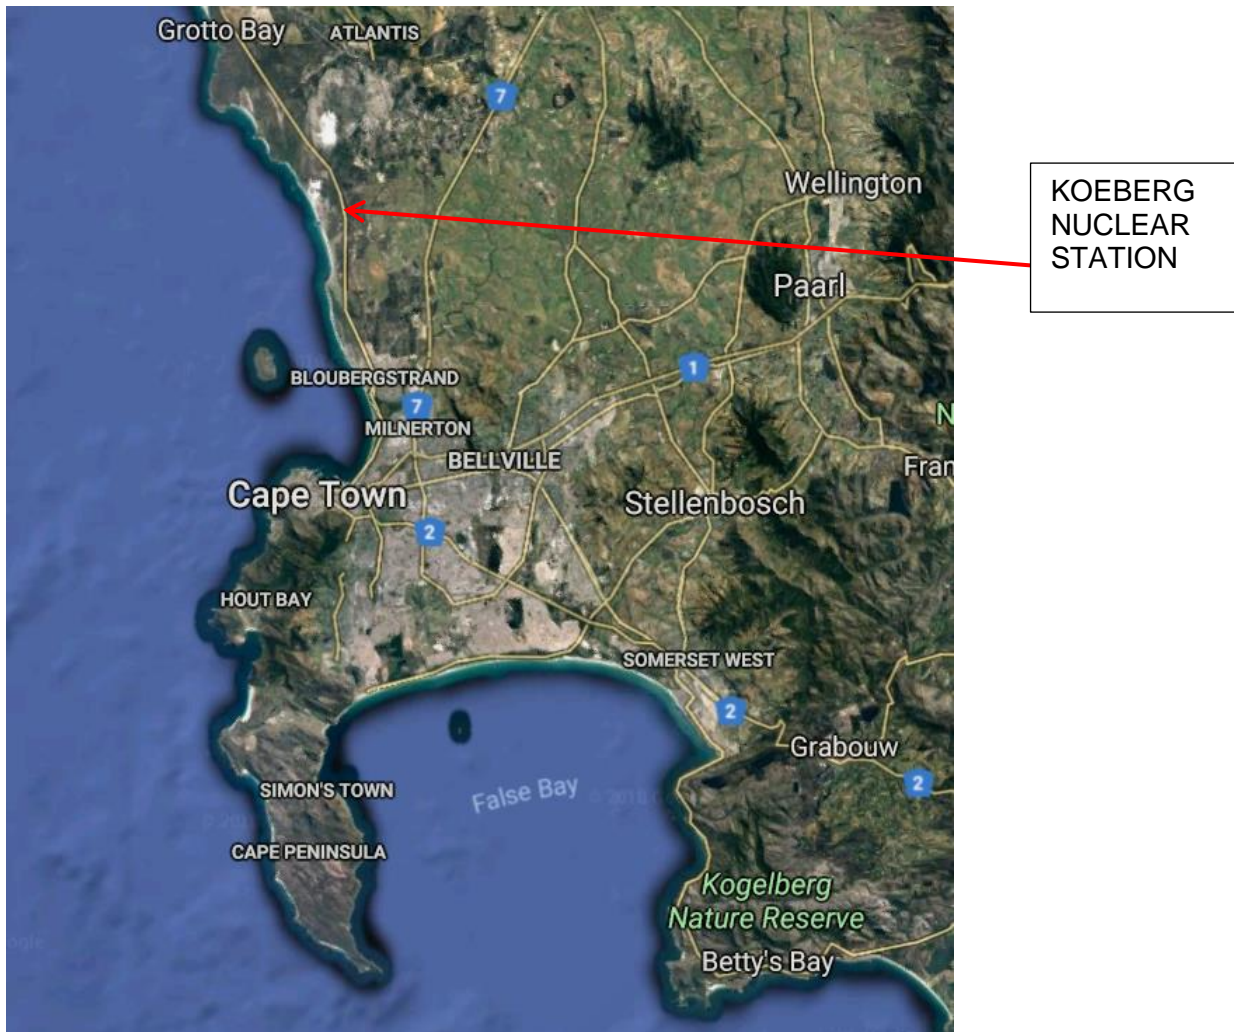 Grotto Bay
ATLANTIS
7
Wellington
KOEBERG
NUCLEAR
STATION
Paarl
1
BLOUBERGSTRAND
7
MILNERTON
N
BELLVILLE
Fran
Cape Town
Stellenbosch
2
HOUT BAY
SOMERSET WEST
2
Grabouw
2
SIMON'S TOWN
False Bay
CAPE PENINSULA
Kogelberg
Nature Reserve
Betty's Bay